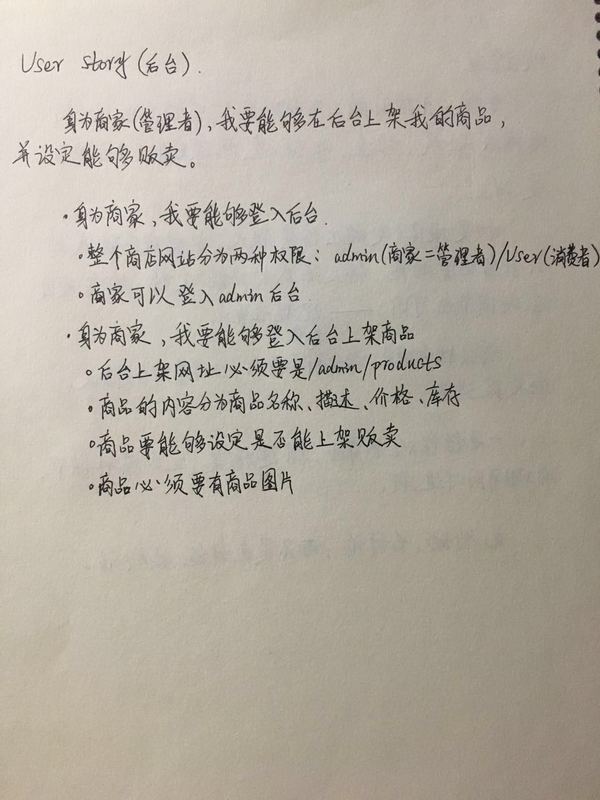 User story (后台).
身为商家(管理者),我要能够在后台上架我的商品,
并设定能够贩卖。
·身为商家,我要能够登入后台.
·整个商店网站分为两种权限: admin(商家=管理者)/User(消费者)
·商家可以登入admin后台.
·身为商家,我要能够登入后台上架商品
·后台上架网址必须要是/admin/products
·商品的内容分为商品名称、描述、价格、库存
·商品要能够设定是否能上架贩卖
·商品必须要有商品图片